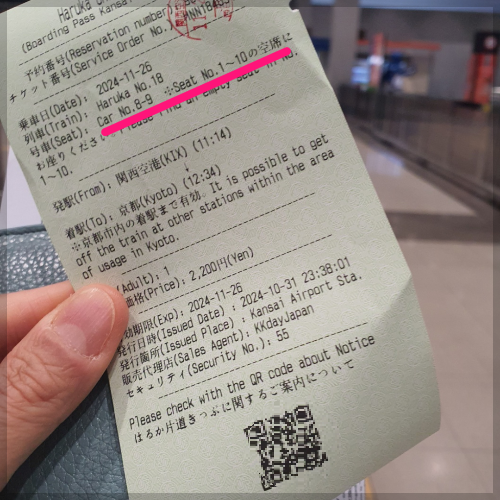 Haruka
(Boarding Pass Kansai
予約番号(Reservation number)
チケット番号(Service Order No.)
乗車日(Date): 2024-11-26
列車(Train): Haruka No.18
号車(Seat): Car No.8-9 ※Seat No.1~10の空席に
お座りください。Please find an empty seat in No.
1~10.
発駅(From): 関西空港(KIX) (11:14)
↓
着駅(To): 京都(Kyoto) (12:34)
※京都市内の着駅まで有効。It is possible to get
off the train at other stations within the area
of usage in Kyoto.
(Adult): 1
価格(Price): 2,200円(Yen)
効期限(Exp): 2024-11-26
発行日時(Issued Date) : 2024-10-31 23:38:01
発行箇所(Issued Place) : Kansai Airport Sta.
販売代理店(Sales Agent): KKdayJapan
セキュリティ(Security No.): 55
Please check with the QR code about Notice
はるか片道きっぷに関するご案内について